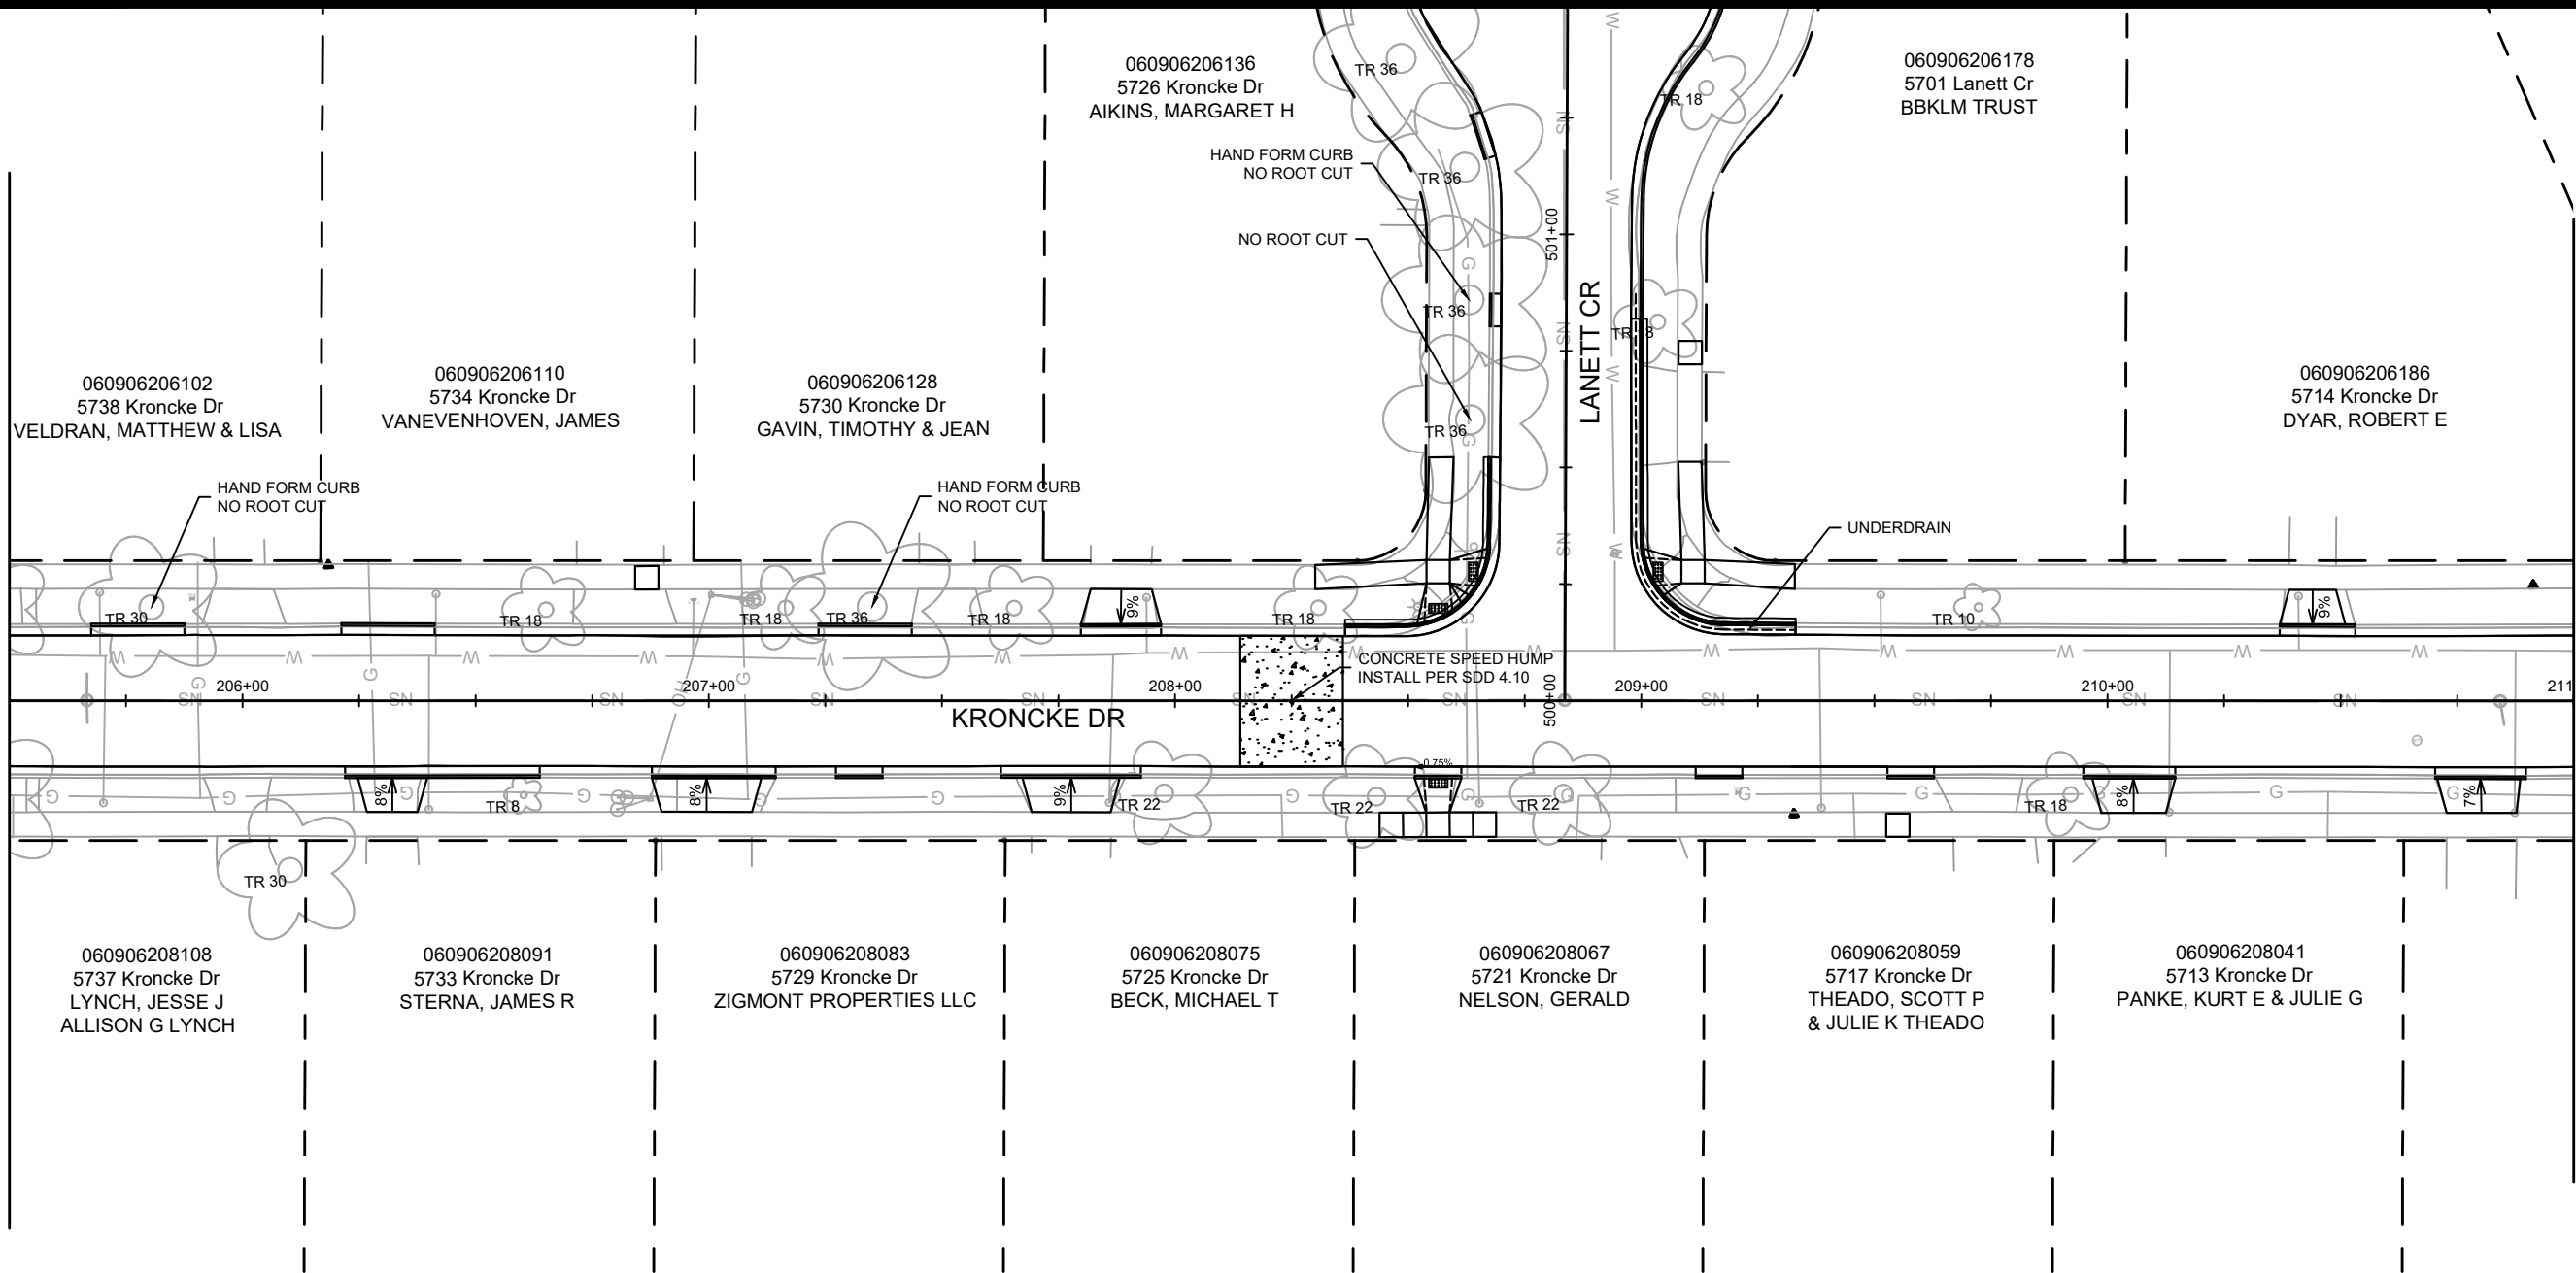 060906206136
5726 Kroncke Dr
AIKINS, MARGARET H
060906206178
5701 Lanett Cr
BBKLM TRUST
TR 36
TR 18
HAND FORM CURB
NO ROOT CUT
TR 36
NO ROOT CUT
501+00
TR 36
TR 18
LANETT CR
TR 36
060906206102
5738 Kroncke Dr
VELDRAN, MATTHEW & LISA
060906206110
5734 Kroncke Dr
VANEVENHOVEN, JAMES
060906206128
5730 Kroncke Dr
GAVIN, TIMOTHY & JEAN
060906206186
5714 Kroncke Dr
DYAR, ROBERT E
HAND FORM CURB
NO ROOT CUT
HAND FORM CURB
NO ROOT CUT
UNDERDRAIN
TR 30
TR 18
TR 18
TR 36
TR 18
9%
TR 18
TR 10
9%
CONCRETE SPEED HUMP
INSTALL PER SDD 4.10
206+00
207+00
208+00
500+00
209+00
210+00
211
KRONCKE DR
0.75%
8%
TR 8
8%
9%
TR 22
TR 22
TR 22
TR 18
8%
7%
TR 30
060906208108
5737 Kroncke Dr
LYNCH, JESSE J
ALLISON G LYNCH
060906208091
5733 Kroncke Dr
STERNA, JAMES R
060906208083
5729 Kroncke Dr
ZIGMONT PROPERTIES LLC
060906208075
5725 Kroncke Dr
BECK, MICHAEL T
060906208067
5721 Kroncke Dr
NELSON, GERALD
060906208059
5717 Kroncke Dr
THEADO, SCOTT P
& JULIE K THEADO
060906208041
5713 Kroncke Dr
PANKE, KURT E & JULIE G